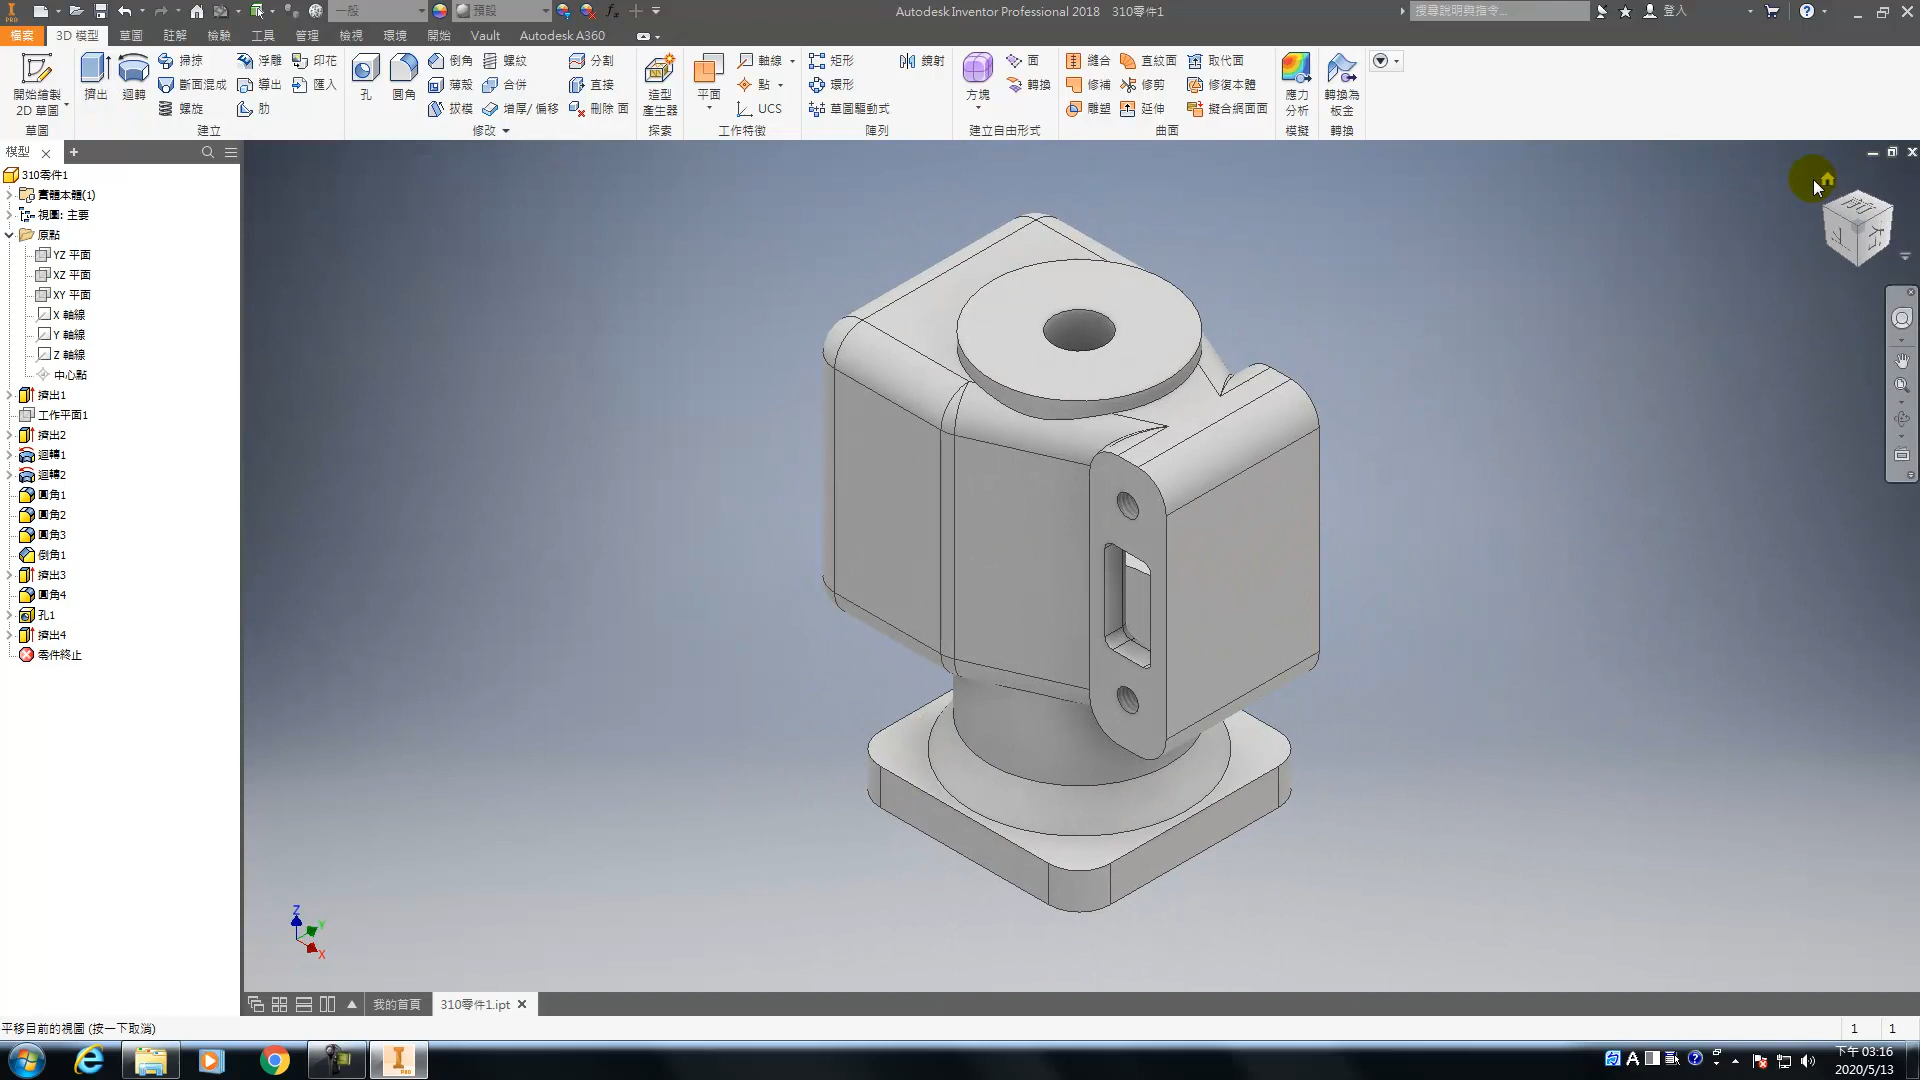 一般
預設
Autodesk Inventor Professional 2018 310零件1
搜尋說明與指令...
登入
檔案
3D 模型
草圖
註解
檢驗
工具
管理
檢視
環境
開始
Vault
Autodesk A360
開始繪製
2D 草圖
草圖
擠出
迴轉
掃掠
斷面混成
螺旋
浮雕
導出
肋
印花
匯入
建立
孔
圓角
倒角
薄殼
拔模
螺紋
合併
增厚/ 偏移
分割
直接
刪除 面
修改
造型
產生器
探索
平面
軸線
點
UCS
工作特徵
矩形
環形
草圖驅動式
鏡射
陣列
方塊
面
轉換
建立自由形式
縫合
修補
雕塑
直紋面
修剪
延伸
取代面
修復本體
擬合網面面
曲面
應力
分析
模擬
轉換為
板金
轉換
模型
310零件1
實體本體(1)
視圖: 主要
原點
YZ 平面
XZ 平面
XY 平面
X 軸線
Y 軸線
Z 軸線
中心點
擠出1
工作平面1
擠出2
迴轉1
迴轉2
圓角1
圓角2
圓角3
倒角1
擠出3
圓角4
孔1
擠出4
零件終止
前
Z
Y
X
我的首頁
310零件1.ipt
平移目前的視圖 (按一下取消)
1
1
下午 03:16
2020/5/13